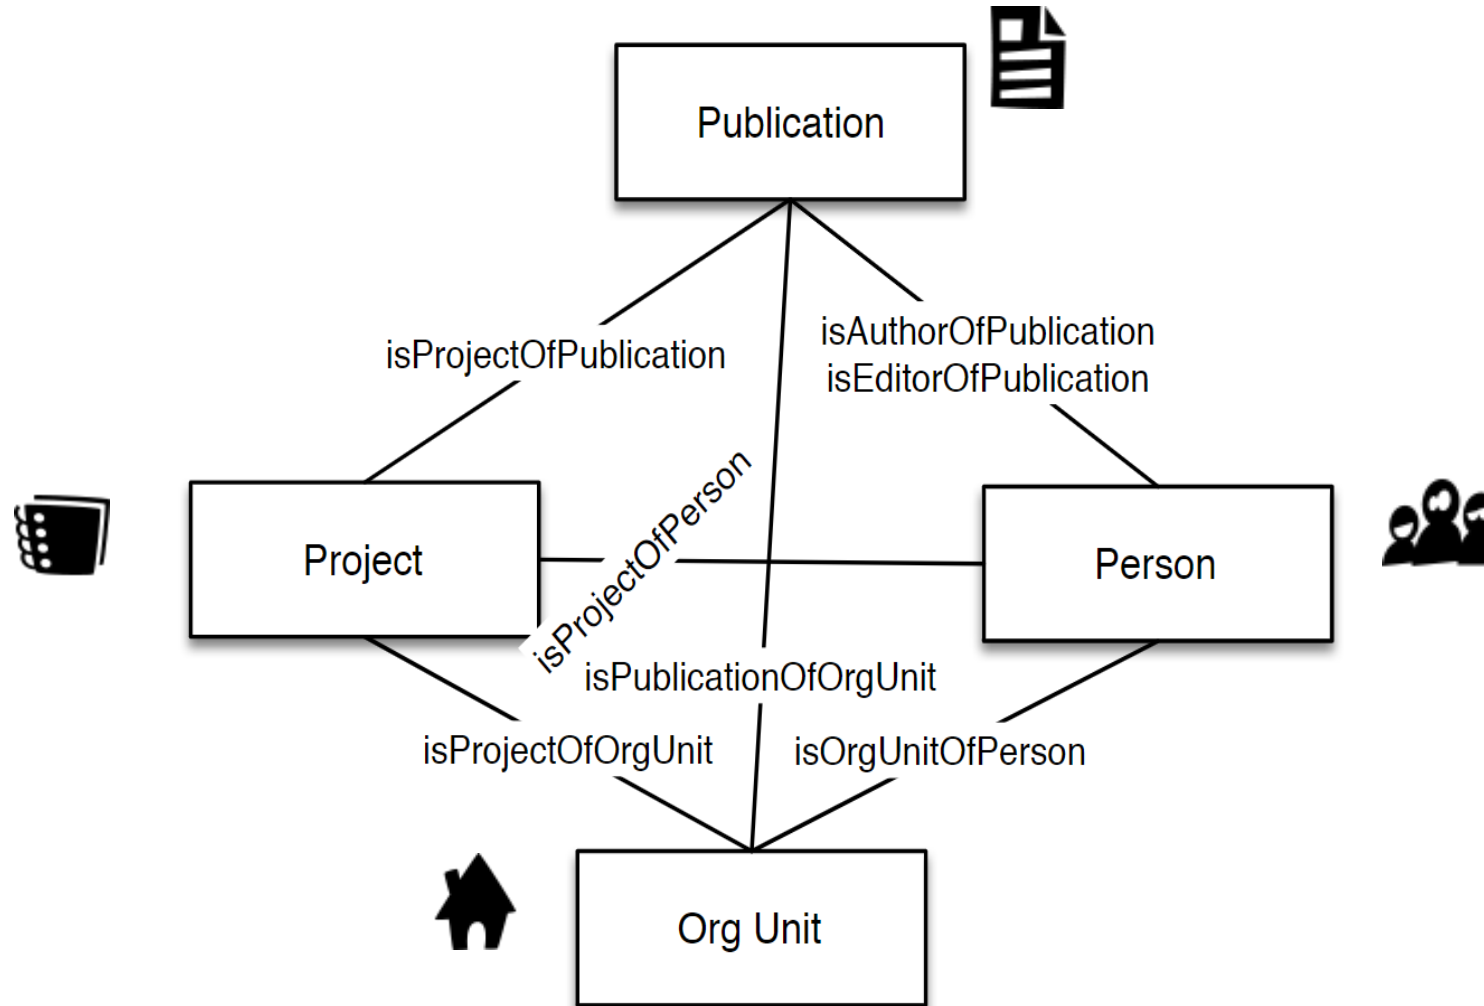 Publication
isAuthorOfPublication
isProjectOfPublication
isEditorOfPublication
isProjectOfPerson
Project
Person
isPublicationOfOrgUnit
isProjectOfOrgUnit
isOrgUnitOfPerson
Org Unit